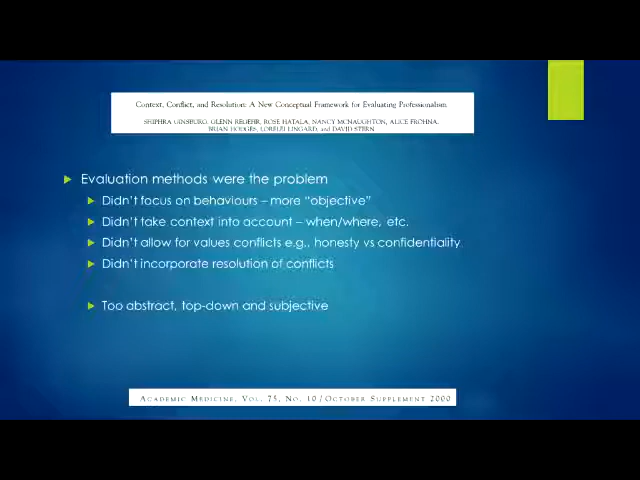 Context, Conflict, and Resolution: A New Conceptual Framework for Evaluating Professionalism
SHIPHRA GINSBURG, GLENN REGEHR, ROSE HATALA, NANCY MCNAUGHTON, ALICE FROHNA,
BRIAN HODGES, LORELEI LINGARD, and DAVID STERN
Evaluation methods were the problem
Didn't focus on behaviours – more "objective"
Didn't take context into account – when/where, etc.
Didn't allow for values conflicts e.g., honesty vs confidentiality
Didn't incorporate resolution of conflicts
Too abstract, top-down and subjective
ACADEMIC MEDICINE, VOL. 75, NO. 10 / OCTOBER SUPPLEMENT 2000